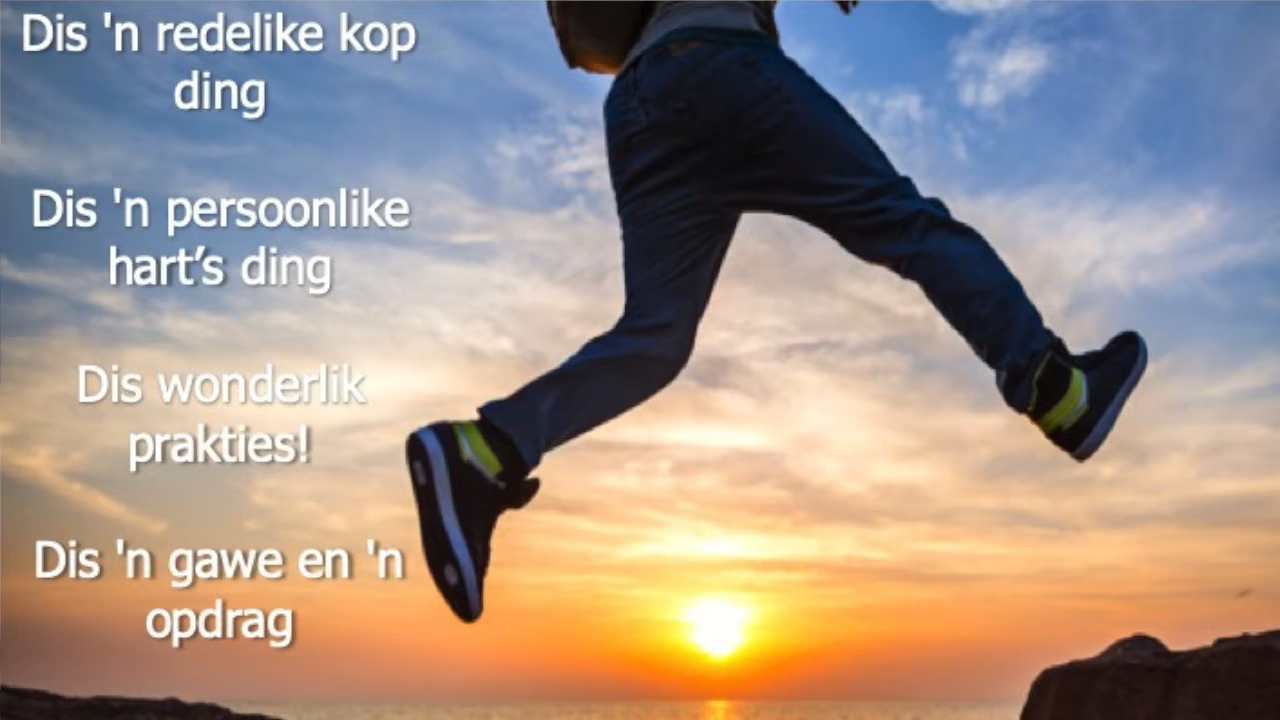 Dis 'n redelike kop
ding
Dis 'n persoonlike
hart’s ding
Dis wonderlik
prakties!
Dis 'n gawe en 'n
opdrag